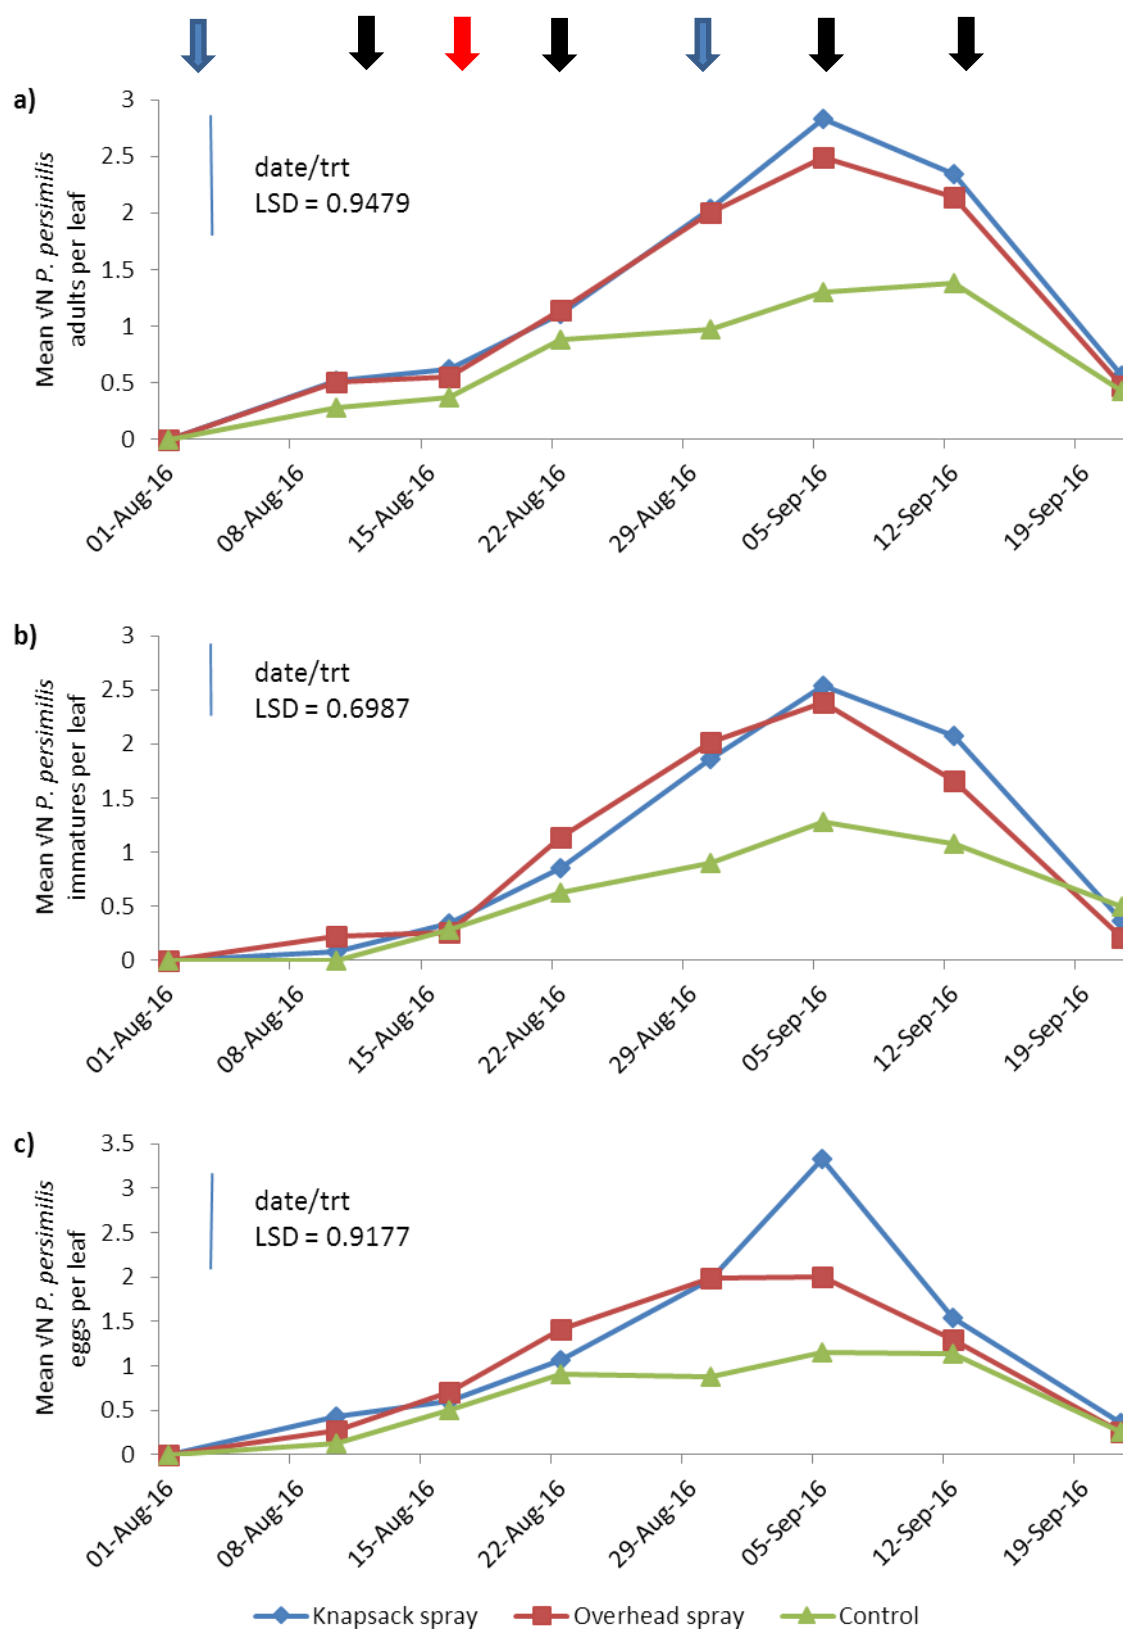 a)
Mean √N P. persimilis
adults per leaf
3
2.5
2
1.5
1
0.5
0
date/trt
LSD = 0.9479
01-Aug-16
08-Aug-16
15-Aug-16
22-Aug-16
29-Aug-16
05-Sep-16
12-Sep-16
19-Sep-16
b)
Mean √N P. persimilis
immatures per leaf
3
2.5
2
1.5
1
0.5
0
date/trt
LSD = 0.6987
01-Aug-16
08-Aug-16
15-Aug-16
22-Aug-16
29-Aug-16
05-Sep-16
12-Sep-16
19-Sep-16
c)
Mean √N P. persimilis
eggs per leaf
3.5
3
2.5
2
1.5
1
0.5
0
date/trt
LSD = 0.9177
01-Aug-16
08-Aug-16
15-Aug-16
22-Aug-16
29-Aug-16
05-Sep-16
12-Sep-16
19-Sep-16
Knapsack spray
Overhead spray
Control